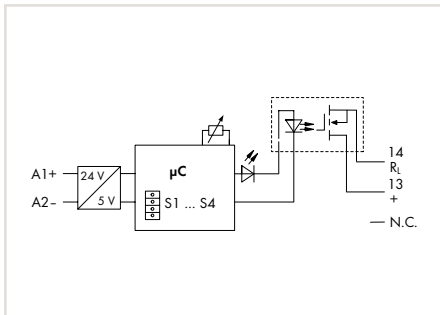 A1+
A2–
24 V
5 V
µC
S1 ... S4
14
RL
13
+
N.C.